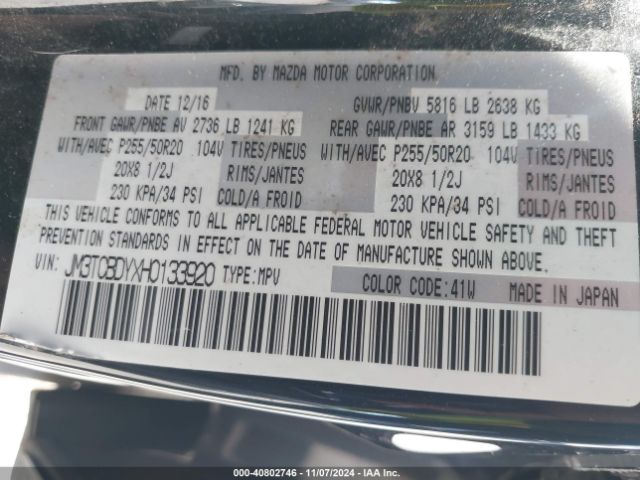 MFD. BY MAZDA MOTOR CORPORATION
DATE 12/16 GVWR/PNBV 5816 LB 2638 KG
FRONT GAWR/PNBE AV 2736 LB 1241 KG REAR GAWR/PNBE AR 3159 LB 1433 KG
WITH/AVEC P255/50R20 104V TIRES/PNEUS WITH/AVEC P255/50R20 104V TIRES/PNEUS
20X8 1/2J RIMS/JANTES 20X8 1/2J RIMS/JANTES
230 KPA/34 PSI COLD/A FROID 230 KPA/34 PSI COLD/A FROID
THIS VEHICLE CONFORMS TO ALL APPLICABLE FEDERAL MOTOR VEHICLE SAFETY AND THEFT
PREVENTION STANDARDS IN EFFECT ON THE DATE OF MANUFACTURE SHOWN ABOVE.
VIN: JM3TCBDYXH0133920 TYPE:MPV COLOR CODE:41W MADE IN JAPAN
000-40802746 - 11/07/2024 - IAA Inc.